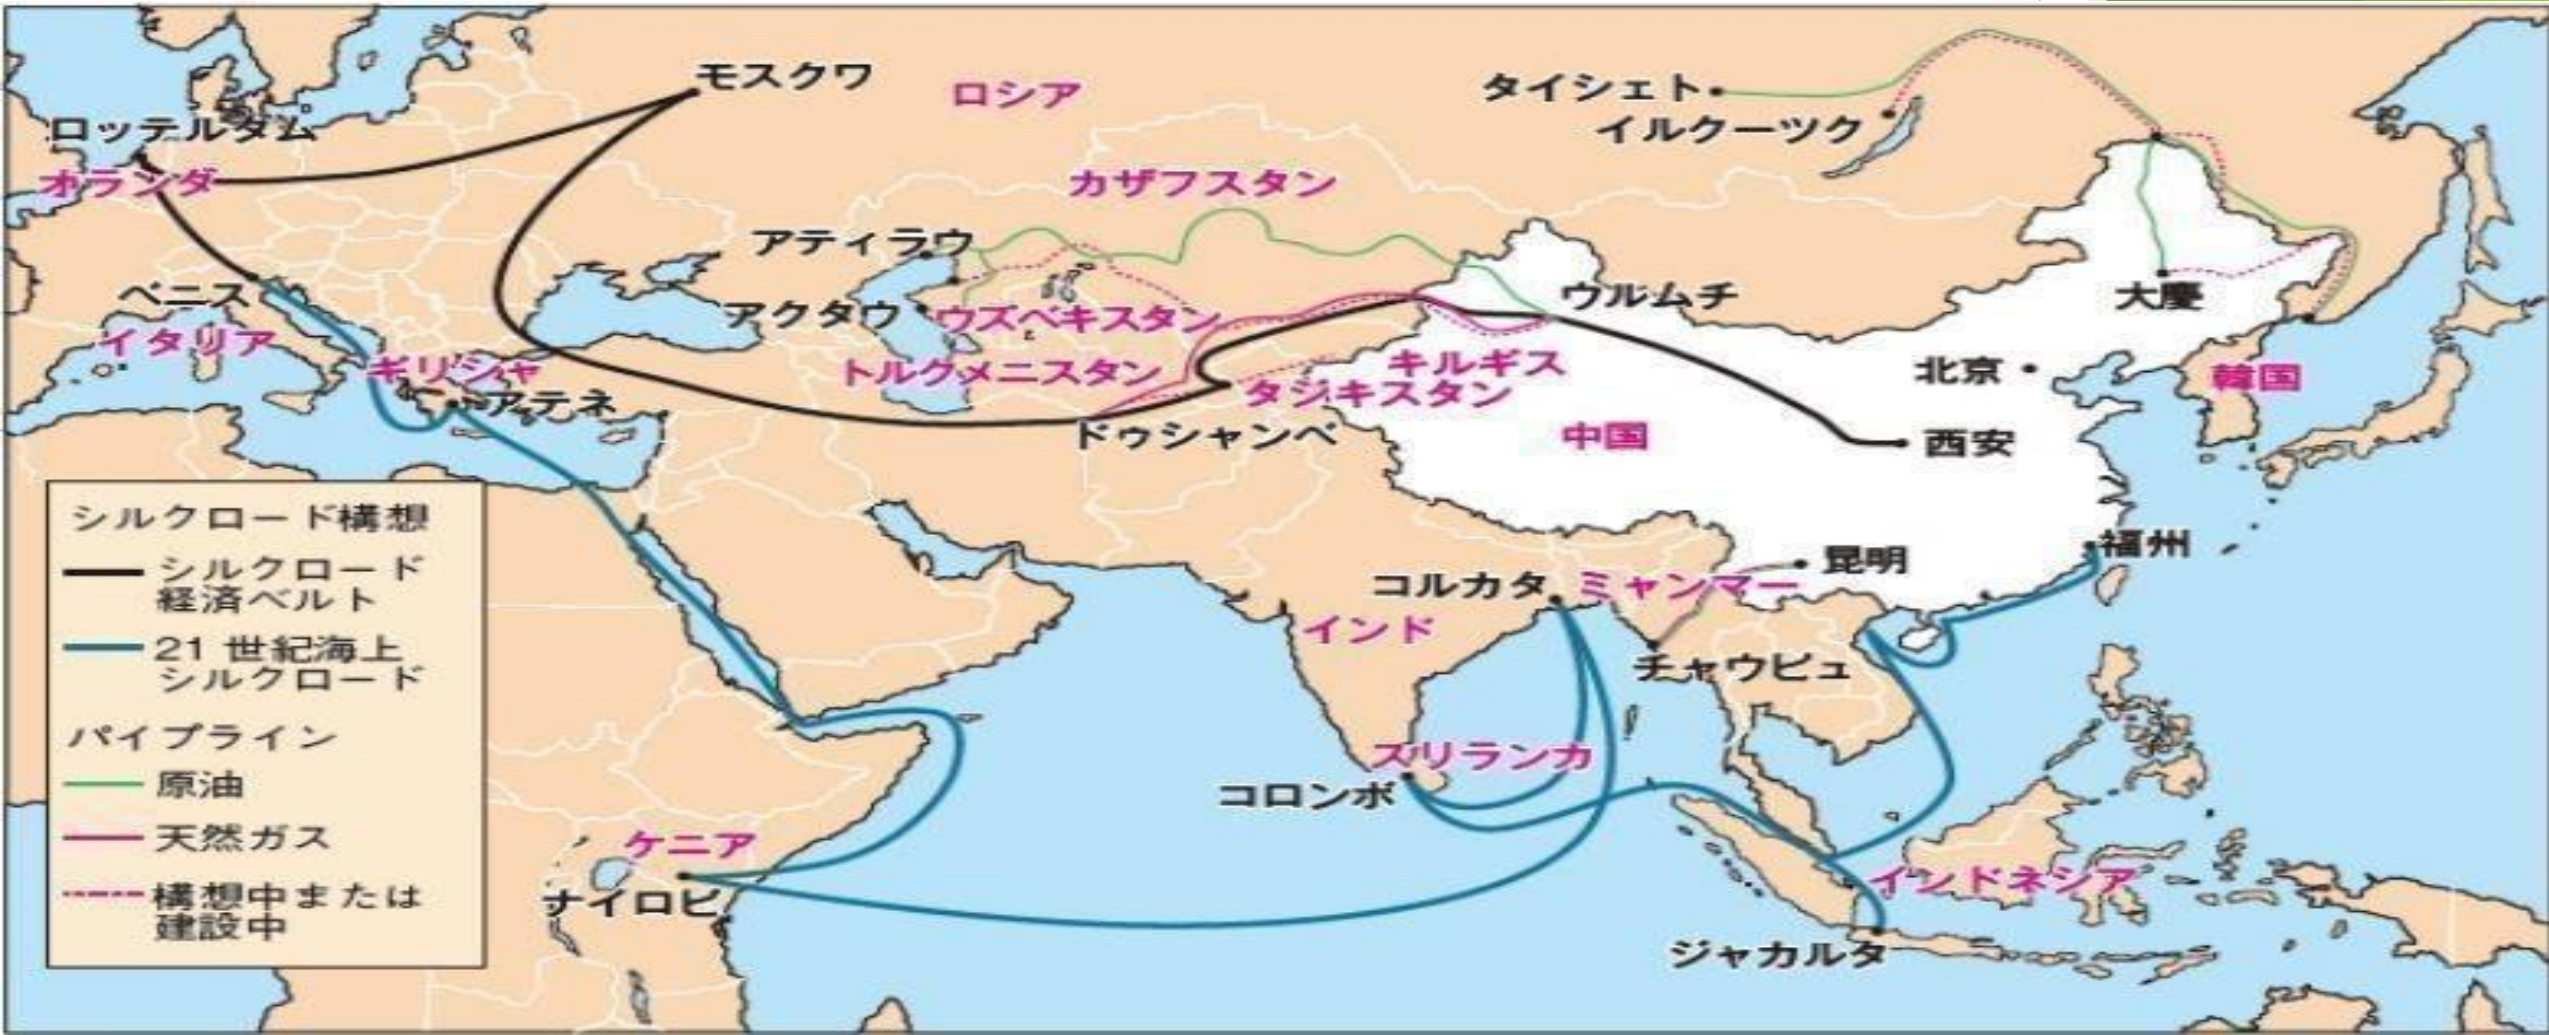 モスクワ
ロシア
タイシェト
イルクーツク
ロッテルダム
オランダ
カザフスタン
アティラウ
ベニス
アクタウ
ウズベキスタン
ウルムチ
大慶
イタリア
ギリシャ
トルクメニスタン
キルギス
タジキスタン
北京
韓国
アテネ
ドゥシャンベ
中国
西安
シルクロード構想
シルクロード
経済ベルト
21 世紀海上
シルクロード
パイプライン
原油
天然ガス
構想中または
建設中
福州
昆明
コルカタ
ミャンマー
インド
チャウピュ
スリランカ
コロンボ
ケニア
ナイロビ
インドネシア
ジャカルタ